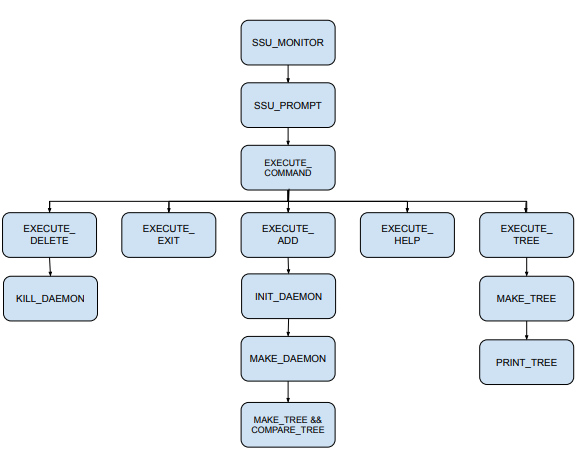 SSU_MONITOR
SSU_PROMPT
EXECUTE_
COMMAND
EXECUTE_
DELETE
EXECUTE_
EXIT
EXECUTE_
ADD
EXECUTE_
HELP
EXECUTE_
TREE
KILL_DAEMON
INIT_DAEMON
MAKE_TREE
MAKE_DAEMON
PRINT_TREE
MAKE_TREE &&
COMPARE_TREE